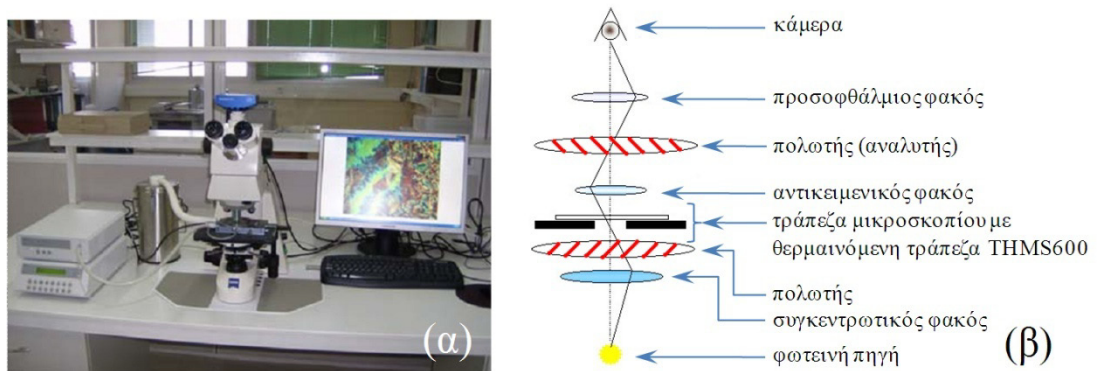 κάμερα
προσοφθάλμιος φακός
πολωτής (αναλυτής)
αντικειμενικός φακός
τράπεζα μικροσκοπίου με
θερμαινόμενη τράπεζα THMS600
πολωτής
συγκεντρωτικός φακός
φωτεινή πηγή
(α)
(β)